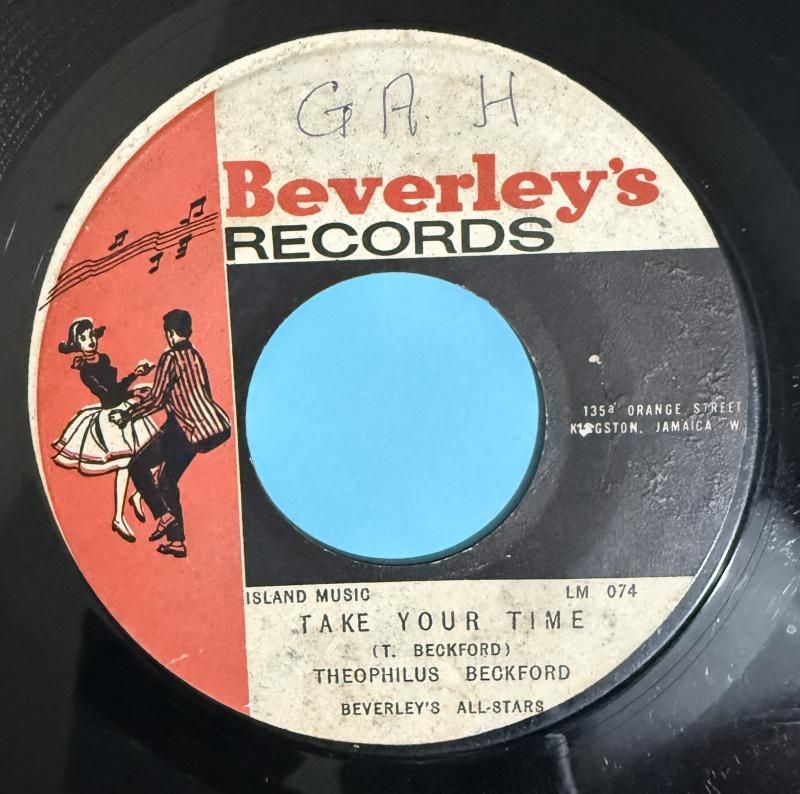 GAH
Beverley's
RECORDS
135a ORANGE STREET
KINGSTON, JAMAICA W
ISLAND MUSIC LM 074
TAKE YOUR TIME
(T. BECKFORD)
THEOPHILUS BECKFORD
BEVERLEY'S ALL-STARS